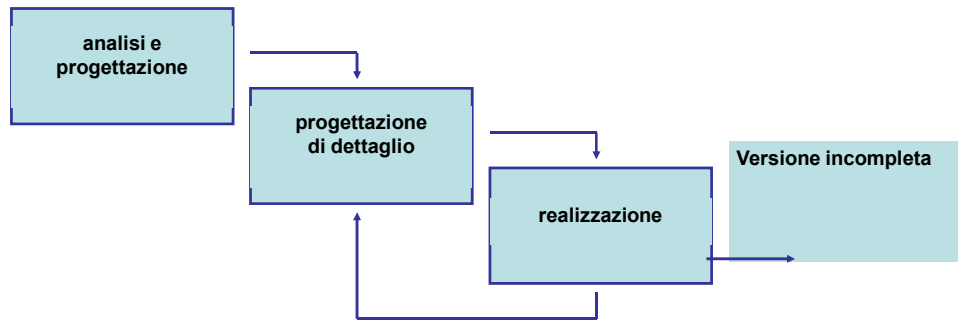 analisi e
progettazione
progettazione
di dettaglio
realizzazione
Versione incompleta